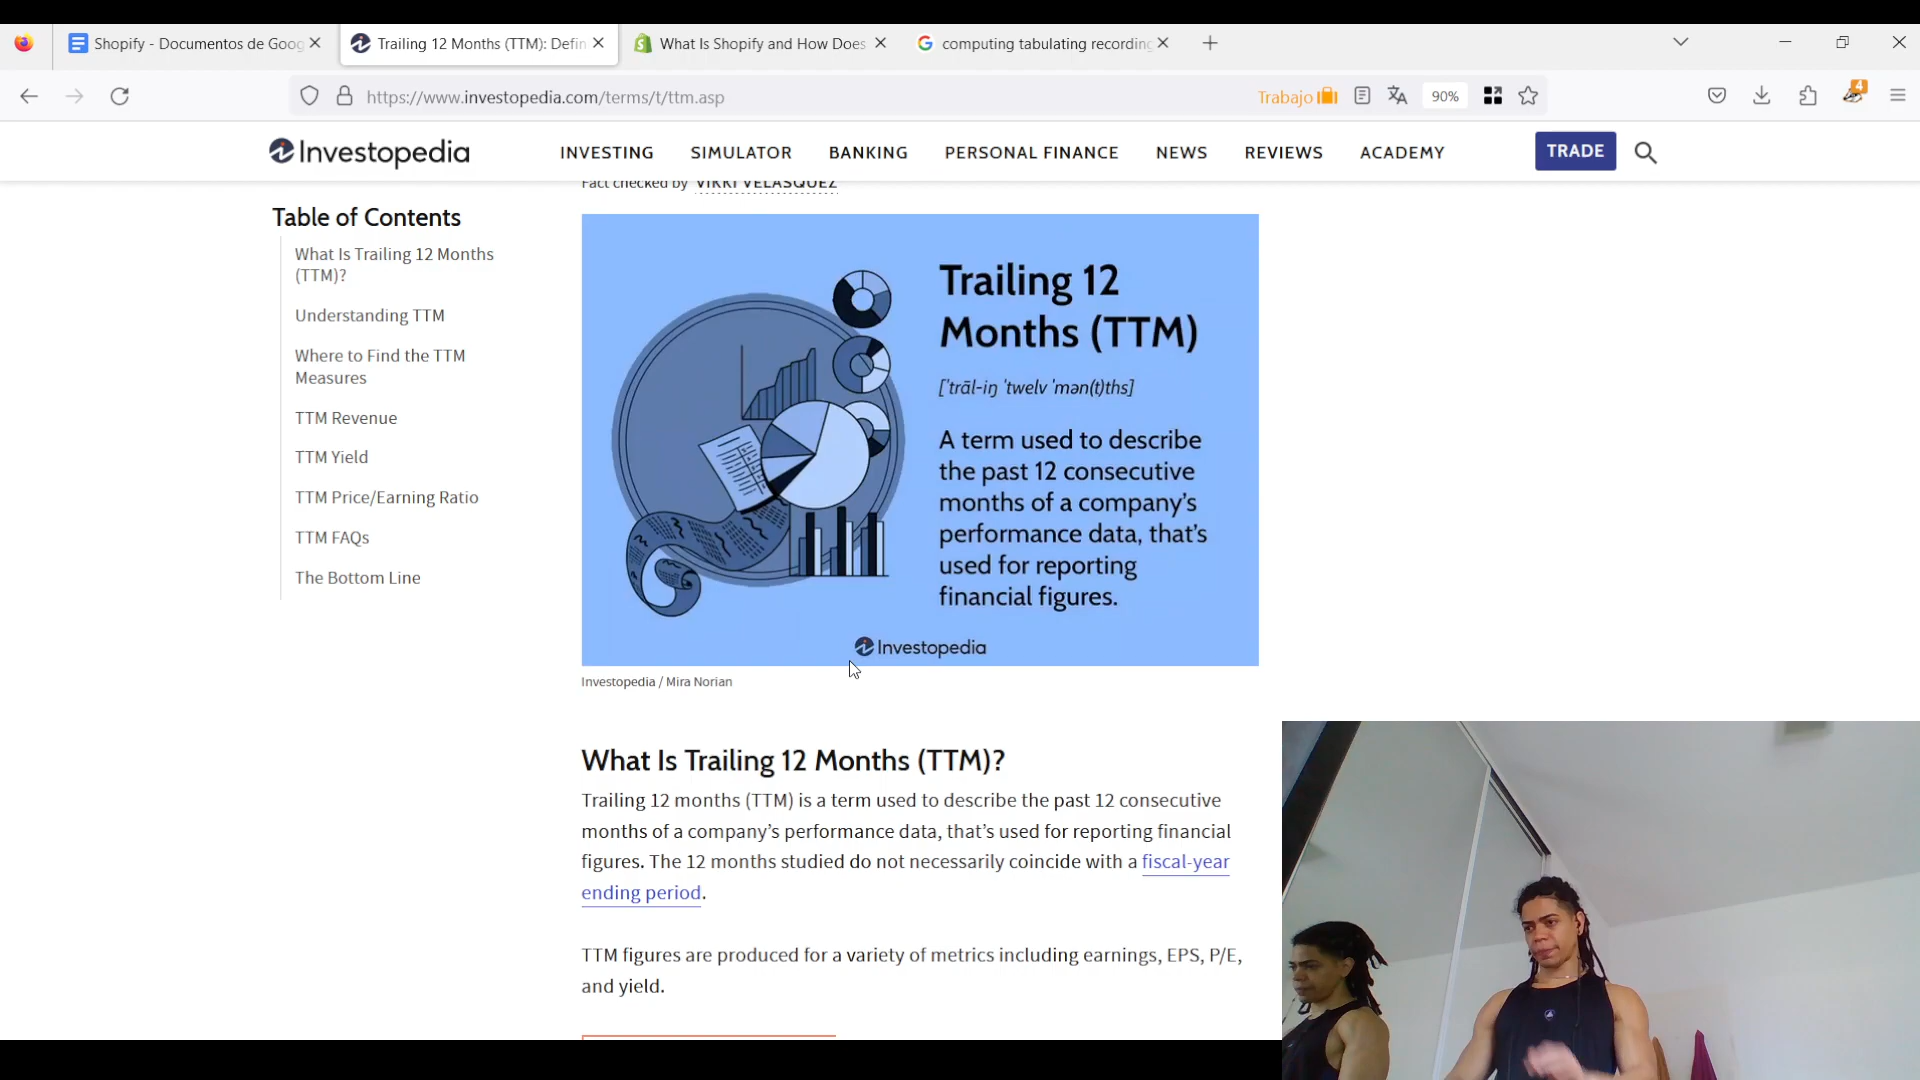 Shopify - Documentos de Goog
Trailing 12 Months (TTM): Defin
What Is Shopify and How Does
computing tabulating recording
https://www.investopedia.com/terms/t/ttm.asp
Trabajo
90%
4
Investopedia
INVESTING
SIMULATOR
BANKING
PERSONAL FINANCE
NEWS
REVIEWS
ACADEMY
TRADE
Fact checked by VIKKI VELASQUEZ
Table of Contents
What Is Trailing 12 Months
(TTM)?
Understanding TTM
Where to Find the TTM
Measures
TTM Revenue
TTM Yield
TTM Price/Earning Ratio
TTM FAQs
The Bottom Line
Trailing 12
Months (TTM)
['trāl-iŋ 'twelv 'mən(t)ths]
A term used to describe
the past 12 consecutive
months of a company's
performance data, that's
used for reporting
financial figures.
Investopedia
Investopedia / Mira Norian
What Is Trailing 12 Months (TTM)?
Trailing 12 months (TTM) is a term used to describe the past 12 consecutive
months of a company's performance data, that's used for reporting financial
figures. The 12 months studied do not necessarily coincide with a fiscal-year
ending period.
TTM figures are produced for a variety of metrics including earnings, EPS, P/E,
and yield.